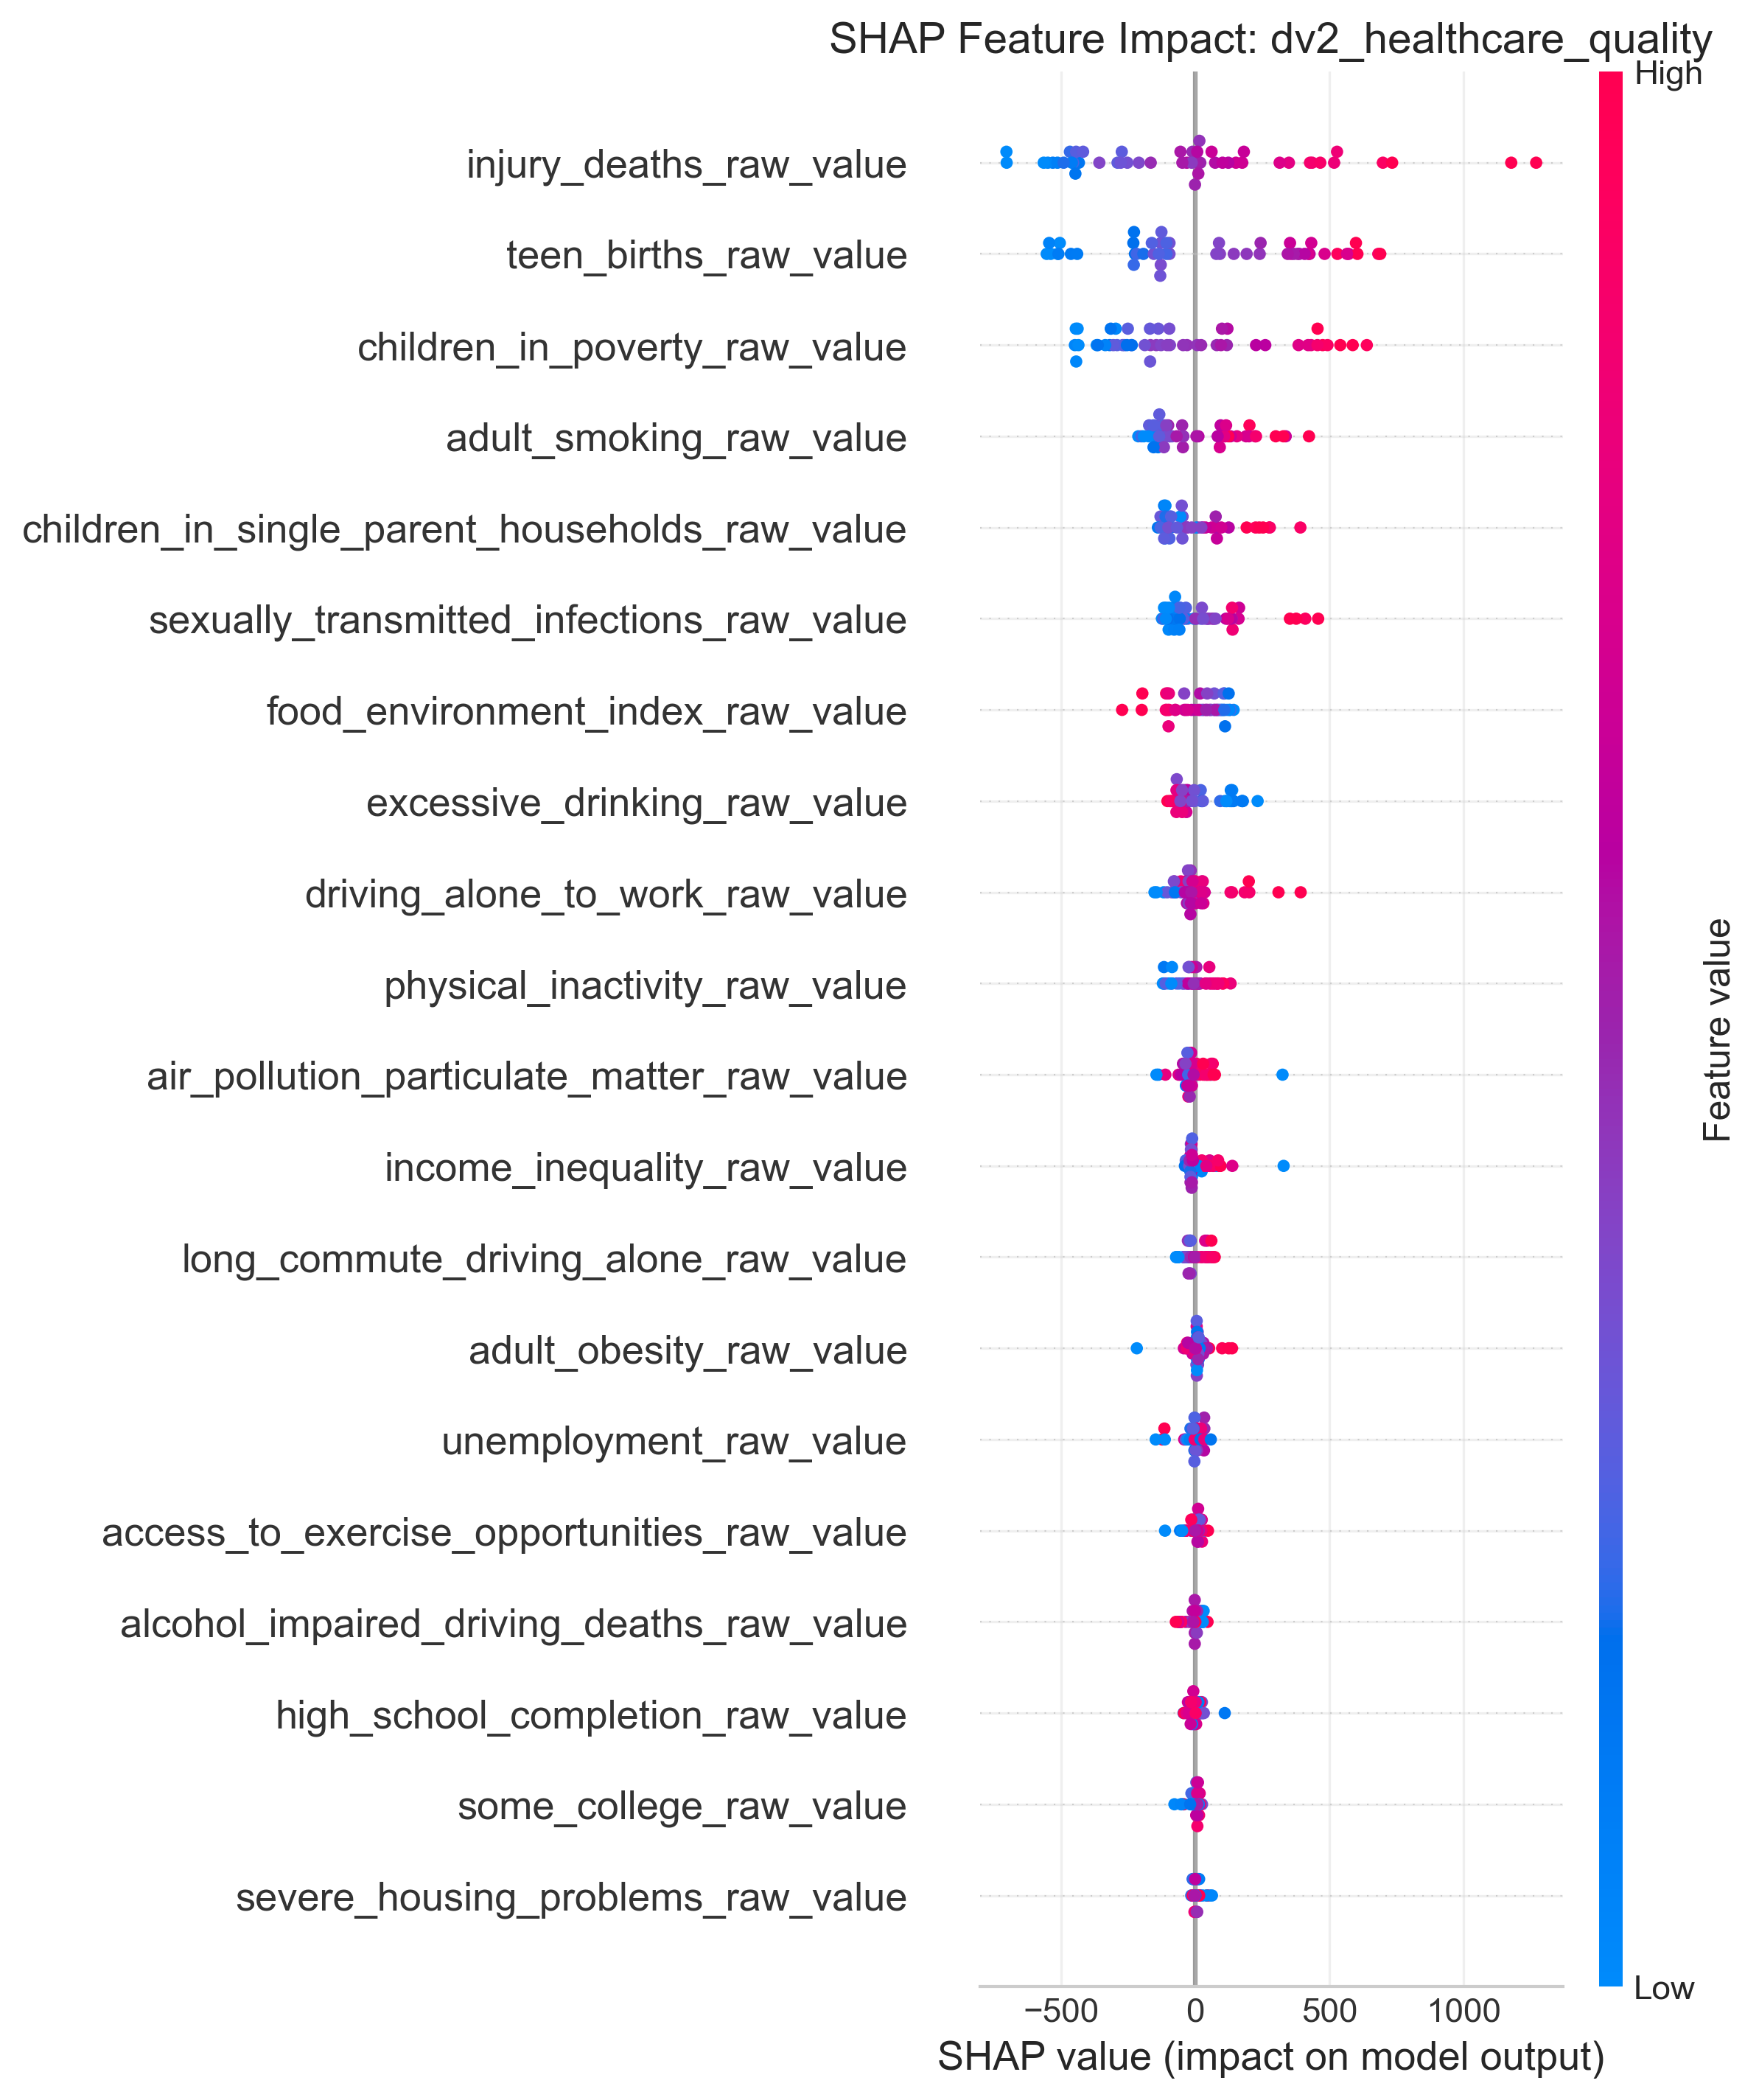 SHAP Feature Impact: dv2_healthcare_quality
High
injury_deaths_raw_value
teen_births_raw_value
children_in_poverty_raw_value
adult_smoking_raw_value
children_in_single_parent_households_raw_value
sexually_transmitted_infections_raw_value
food_environment_index_raw_value
excessive_drinking_raw_value
driving_alone_to_work_raw_value
physical_inactivity_raw_value
air_pollution_particulate_matter_raw_value
income_inequality_raw_value
long_commute_driving_alone_raw_value
adult_obesity_raw_value
unemployment_raw_value
access_to_exercise_opportunities_raw_value
alcohol_impaired_driving_deaths_raw_value
high_school_completion_raw_value
some_college_raw_value
severe_housing_problems_raw_value
Feature value
Low
−500 0 500 1000
SHAP value (impact on model output)